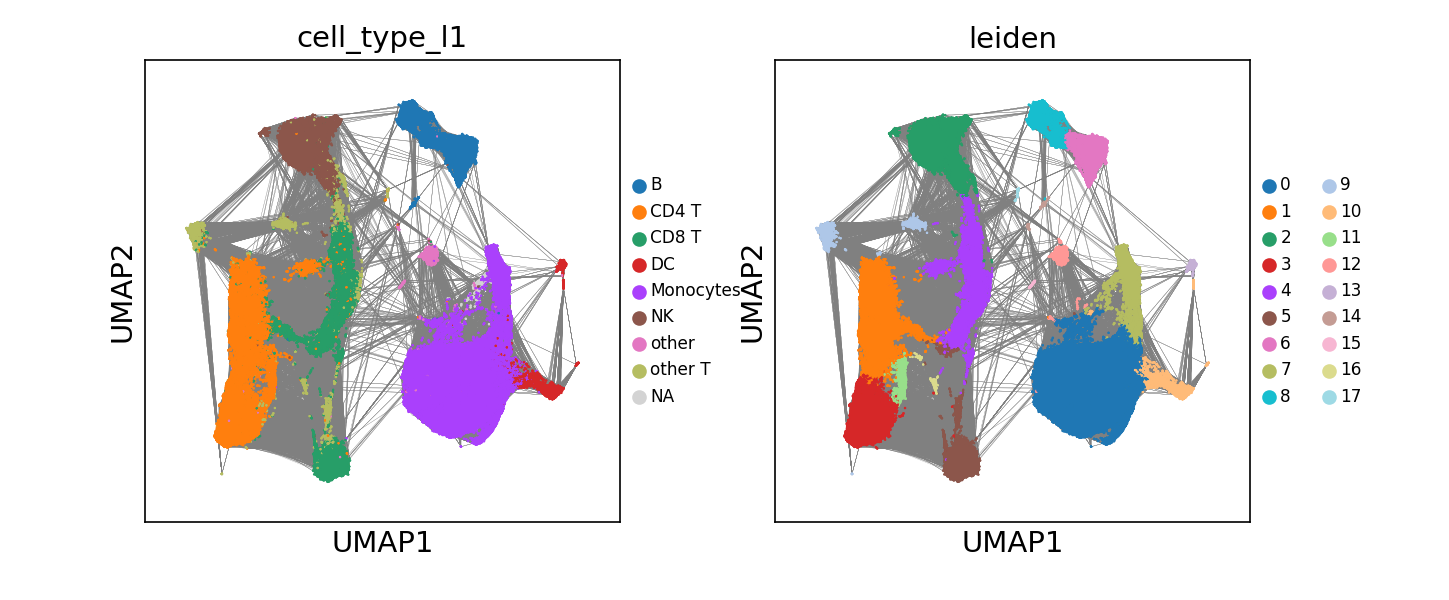 cell_type_l1
UMAP2
UMAP1
B
CD4 T
CD8 T
DC
Monocytes
NK
other
other T
NA
leiden
UMAP2
UMAP1
0
1
2
3
4
5
6
7
8
9
10
11
12
13
14
15
16
17